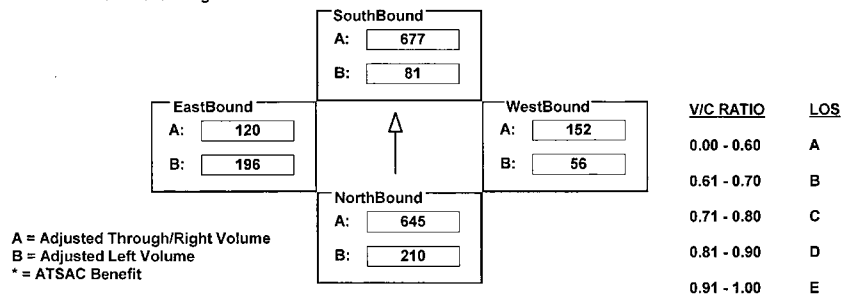 SouthBound
A: 677
B: 81
EastBound
A: 120
B: 196
WestBound
A: 152
B: 56
NorthBound
A: 645
B: 210
A = Adjusted Through/Right Volume
B = Adjusted Left Volume
* = ATSAC Benefit
V/C RATIO LOS
0.00 - 0.60 A
0.61 - 0.70 B
0.71 - 0.80 C
0.81 - 0.90 D
0.91 - 1.00 E